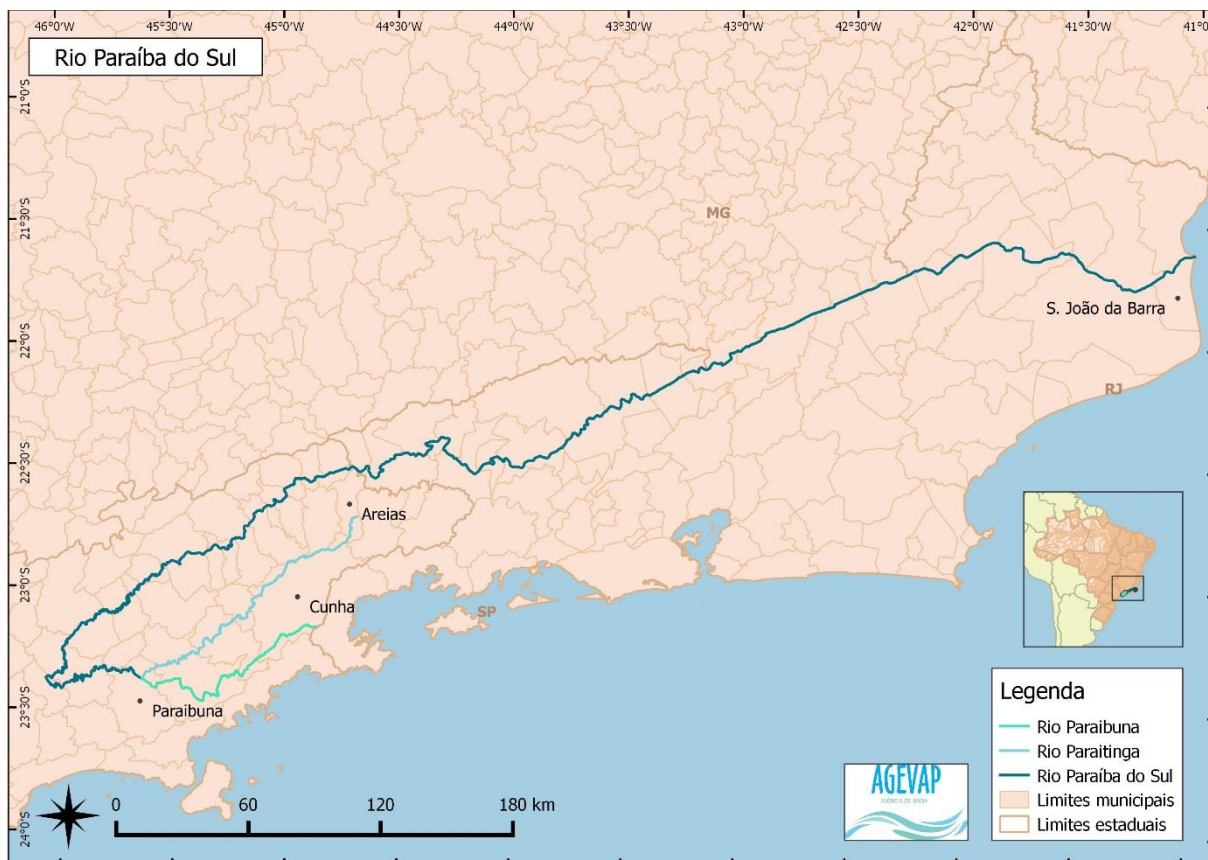 46°0'W 45°30'W 45°0'W 44°30'W 44°0'W 43°30'W 43°0'W 42°30'W 42°0'W 41°30'W 41°0'W
Rio Paraíba do Sul
21°0'S
21°30'S
22°0'S
22°30'S
23°0'S
23°30'S
24°0'S
MG
S. João da Barra
RJ
Areias
Cunha
SP
Paraibuna
0 60 120 180 km
AGEVAP
AGÊNCIA DE BACIA
Legenda
Rio Paraibuna
Rio Paraitinga
Rio Paraíba do Sul
Limites municipais
Limites estaduais